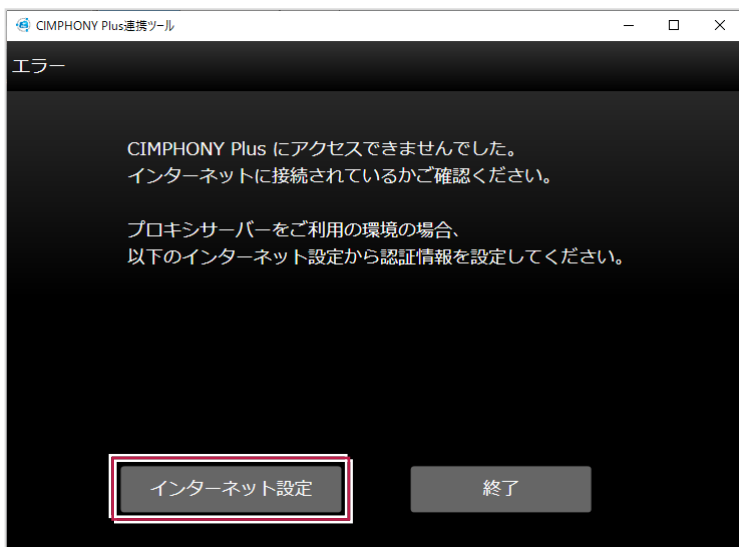 CIMPHONY Plus連携ツール
エラー
CIMPHONY Plus にアクセスできませんでした。
インターネットに接続されているかご確認ください。
プロキシサーバーをご利用の環境の場合、
以下のインターネット設定から認証情報を設定してください。
インターネット設定
終了